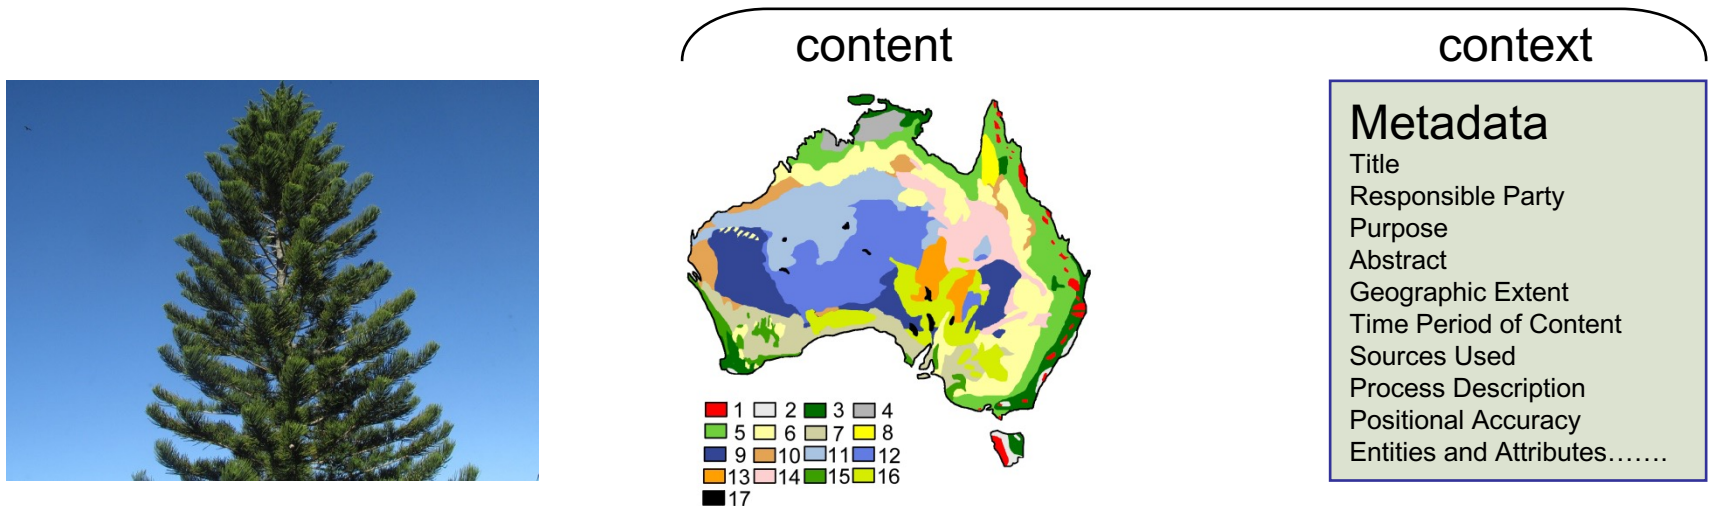 content
context
1 2 3 4
5 6 7 8
9 10 11 12
13 14 15 16
17
Metadata
Title
Responsible Party
Purpose
Abstract
Geographic Extent
Time Period of Content
Sources Used
Process Description
Positional Accuracy
Entities and Attributes…….